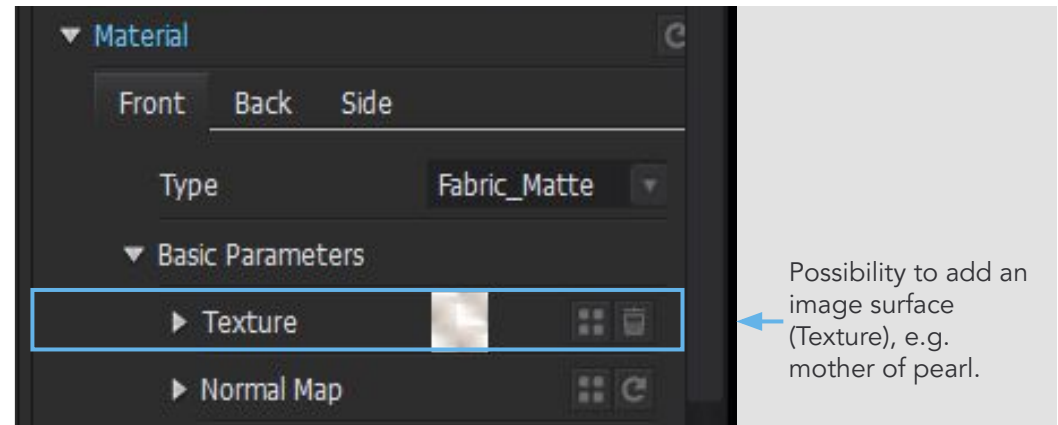 Material
Front Back Side
Type Fabric_Matte
Basic Parameters
Texture
Normal Map
Possibility to add an
image surface
(Texture), e.g.
mother of pearl.